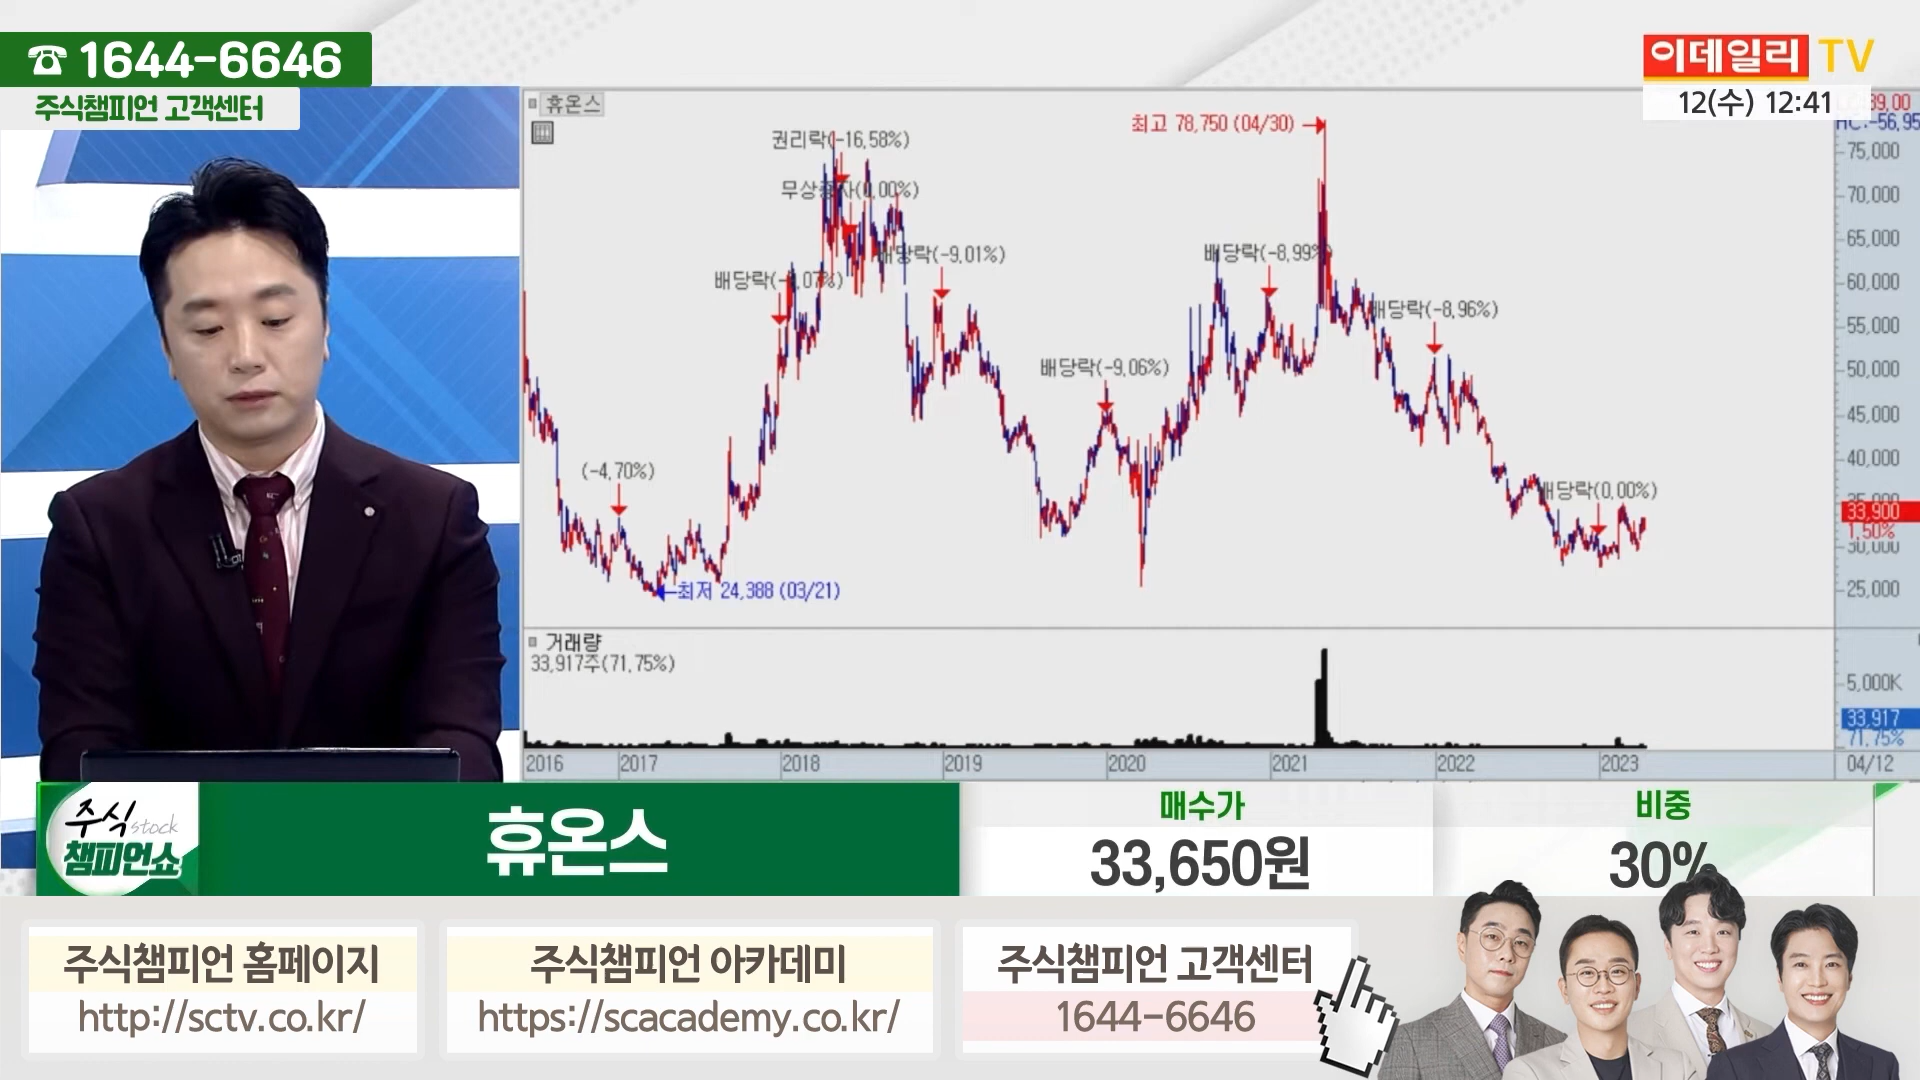 ☎ 1644-6646
주식챔피언 고객센터
이데일리 TV
12(수) 12:41
휴온스
최고 78,750 (04/30)
권리락(-16,58%)
배당락(-9,01%)
배당락(-8,99%)
배당락(-8,96%)
배당락(-9,06%)
(-4,70%)
배당락(0,00%)
최저 24,388 (03/21)
75,000
70,000
65,000
60,000
55,000
50,000
45,000
40,000
35,000
33,900
1,50%
30,000
25,000
거래량
33,917주(71,75%)
5,000K
33,917
71,75%
2016 2017 2018 2019 2020 2021 2022 2023 04/12
주식 stock
챔피언쇼
휴온스
매수가
33,650원
비중
30%
주식챔피언 홈페이지
http://sctv.co.kr/
주식챔피언 아카데미
https://scacademy.co.kr/
주식챔피언 고객센터
1644-6646